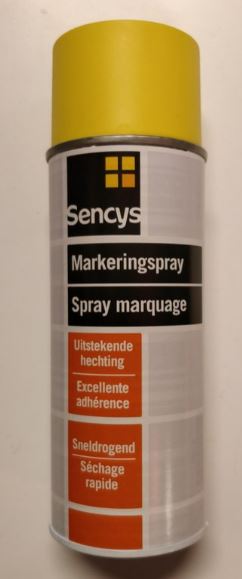 Sencys
Markeringspray
Spray marquage
Uitstekende
hechting
Excellente
adhérence
Sneldrogend
Séchage
rapide